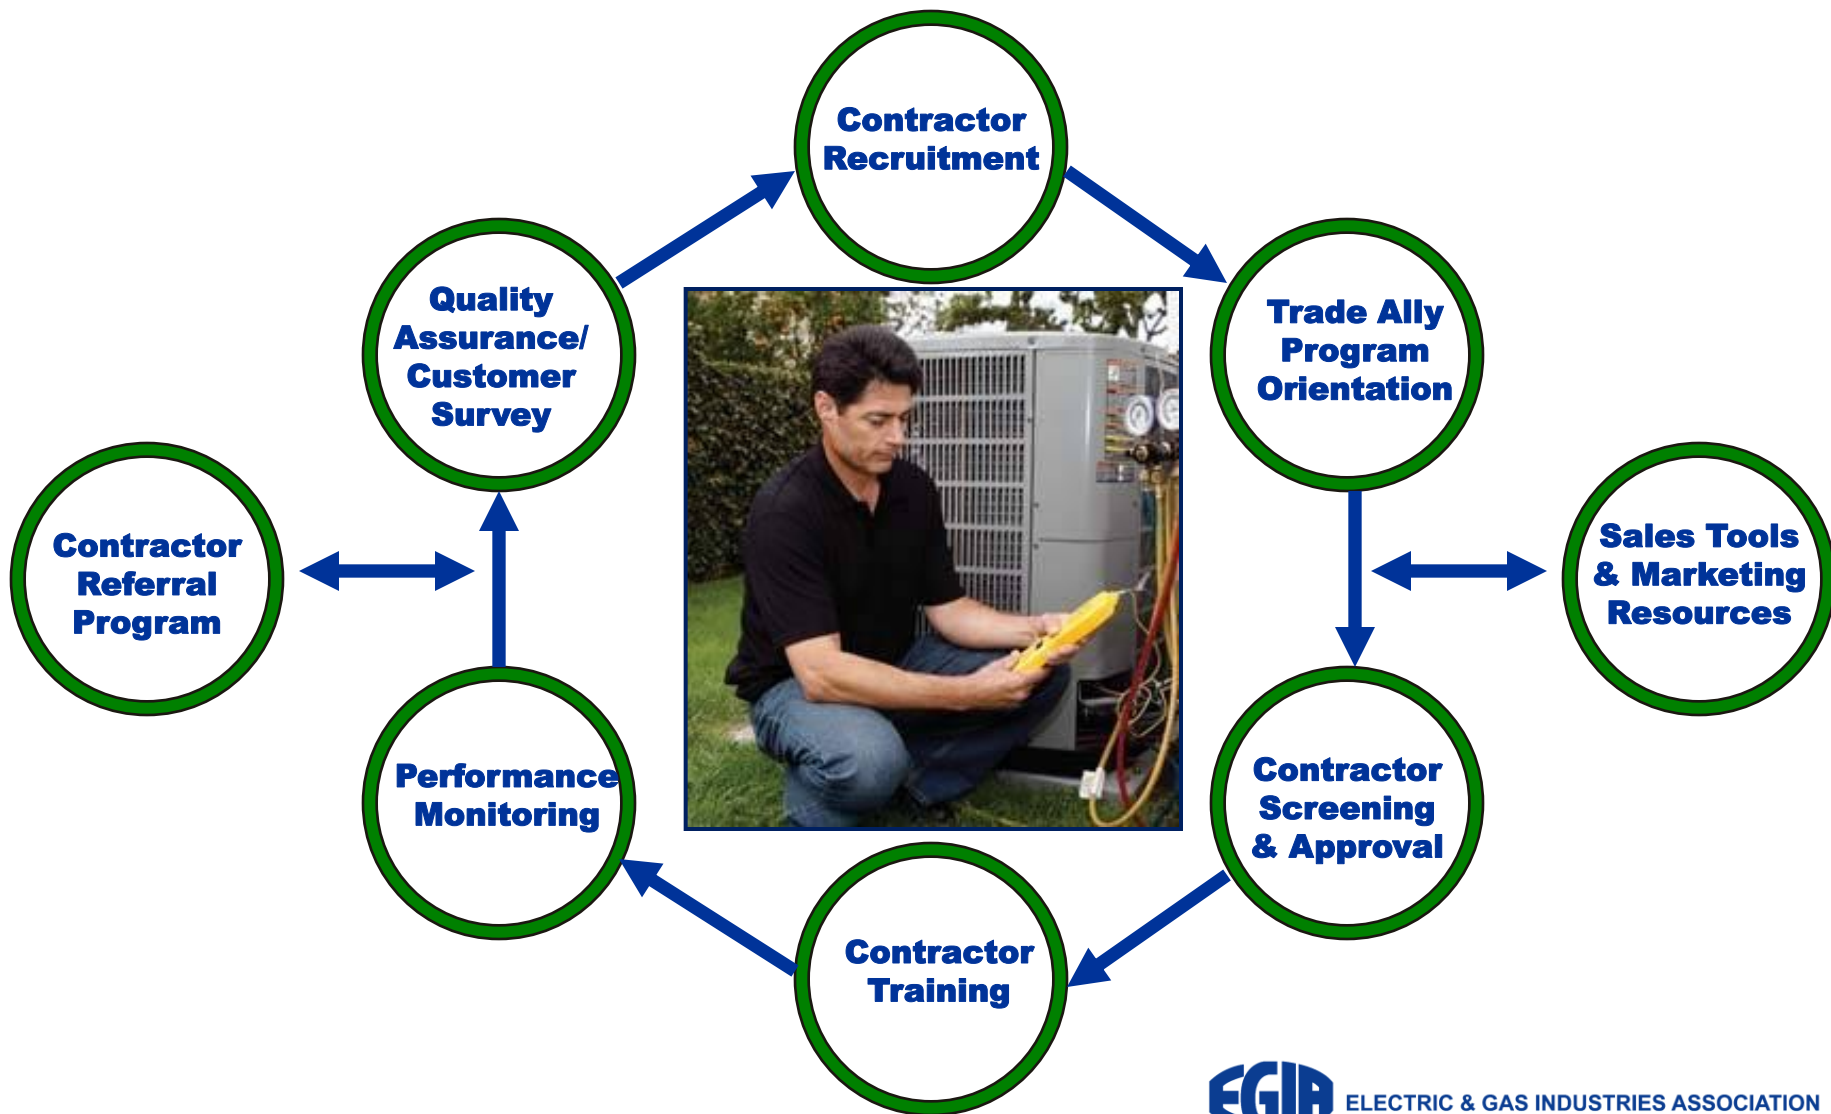 Contractor
Recruitment
Quality
Assurance/
Customer
Survey
Trade Ally
Program
Orientation
Contractor
Referral
Program
Sales Tools
& Marketing
Resources
Performance
Monitoring
Contractor
Screening
& Approval
Contractor
Training
EGIA
ELECTRIC & GAS INDUSTRIES ASSOCIATION